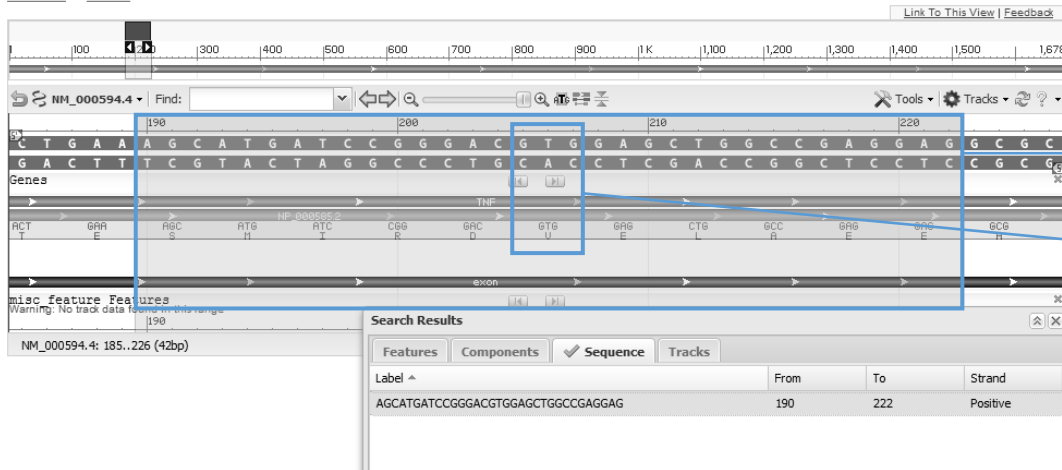 Link To This View | Feedback
100 200 300 400 500 600 700 800 900 1K 1,100 1,200 1,300 1,400 1,500 1,678
NM_000594.4 Find: Tools Tracks ?
190 200 210 220
5'
C T G A A A G C A T G A T C C G G G A C G T G G A G C T G G C C G A G G A G G C G C
G A C T T T C G T A C T A G G C C C T G C A C C T C G A C C G G C T C C T C C G C G
Genes
TNF
NP_000585.2
ACT GAA AGC ATG ATC CGG GAC GTG GAG CTG GCC GAG GAG GCG
T E S M I R D V E L A E E A
exon
misc_feature Features
Warning: No track data found in this range
190
NM_000594.4: 185..226 (42bp)
Search Results
Features Components Sequence Tracks
Label From To Strand
AGCATGATCCGGGACGTGGAGCTGGCCGAGGAG 190 222 Positive